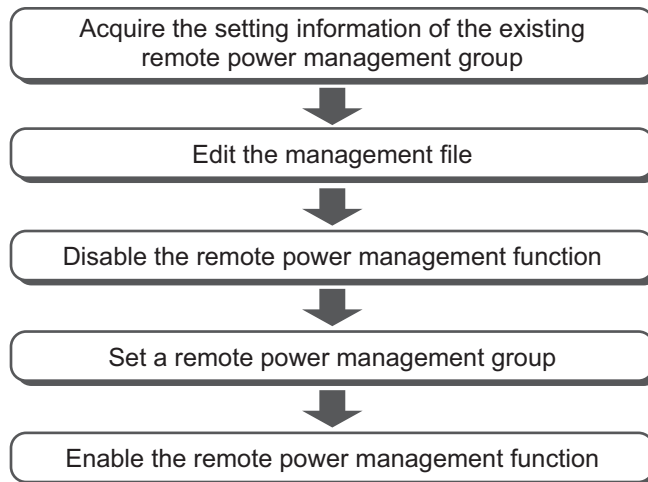 Acquire the setting information of the existing
remote power management group
Edit the management file
Disable the remote power management function
Set a remote power management group
Enable the remote power management function